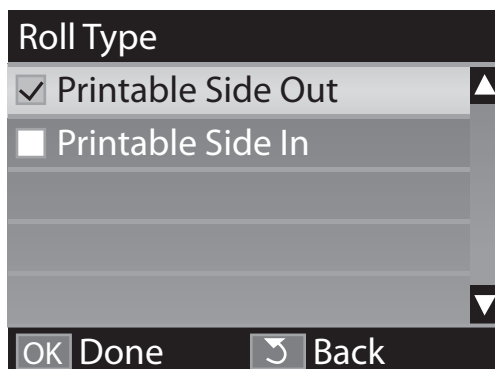 Roll Type
Printable Side Out
Printable Side In
OK Done Back